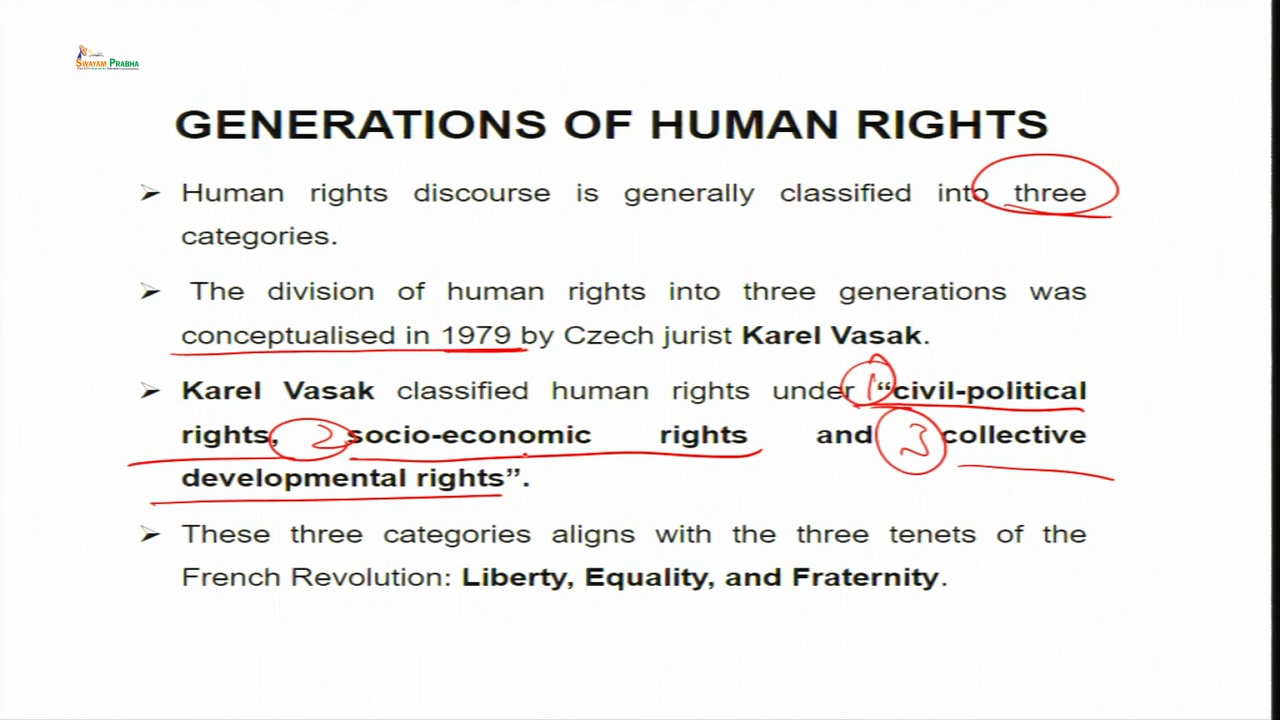 SWAYAM PRABHA
GENERATIONS OF HUMAN RIGHTS
➢ Human rights discourse is generally classified into three
categories.
➢ The division of human rights into three generations was
conceptualised in 1979 by Czech jurist Karel Vasak.
➢ Karel Vasak classified human rights under 1 “civil-political
rights, 2 socio-economic rights and 3 collective
developmental rights”.
➢ These three categories aligns with the three tenets of the
French Revolution: Liberty, Equality, and Fraternity.